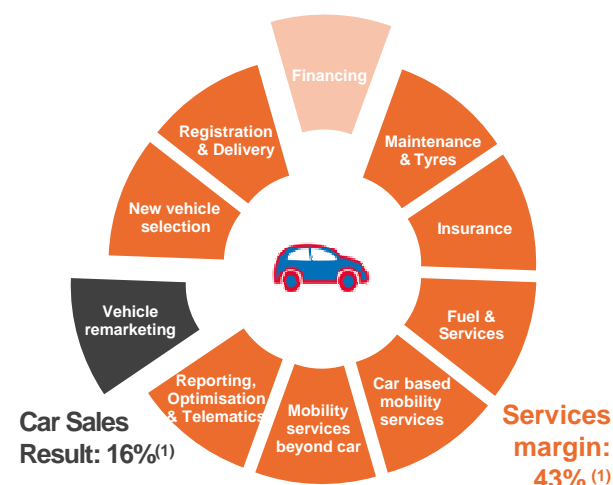 Financing
Registration
& Delivery
Maintenance
& Tyres
New vehicle
selection
Insurance
Vehicle
remarketing
Fuel &
Services
Reporting,
Optimisation
& Telematics
Mobility
services
beyond car
Car based
mobility
services
Car Sales
Result: 16%(1)
Services
margin:
43% (1)